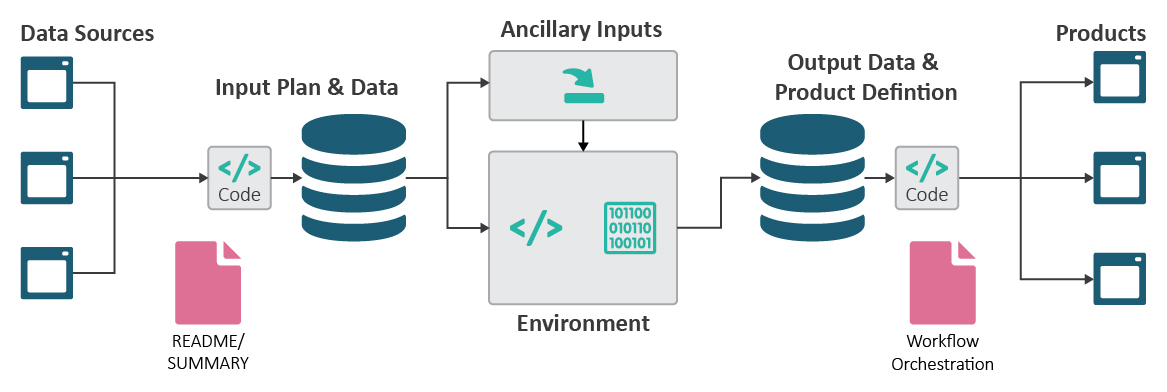 Data Sources
Input Plan & Data
</>
Code
README/
SUMMARY
Ancillary Inputs
</>
101100
010110
100101
Environment
Output Data &
Product Defintion
</>
Code
Workflow
Orchestration
Products